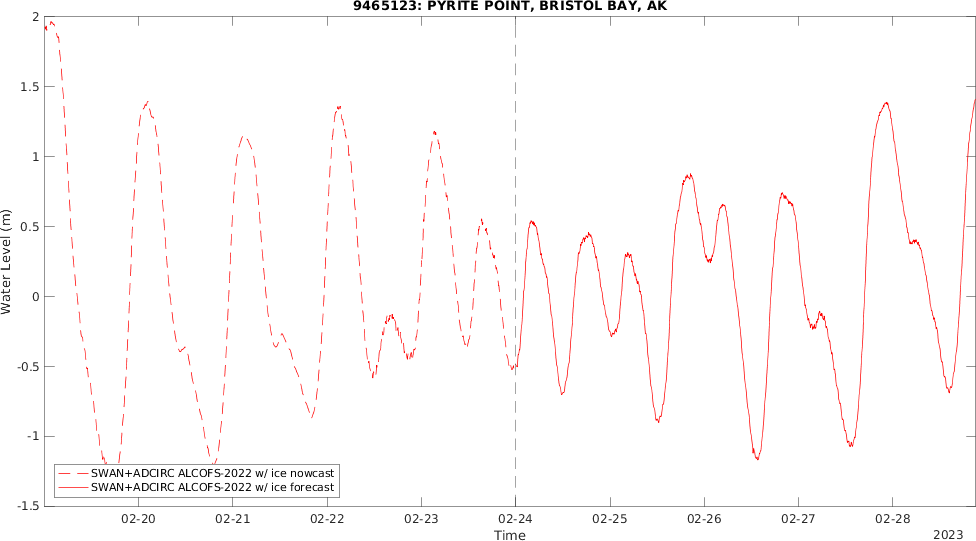 9465123: PYRITE POINT, BRISTOL BAY, AK
Water Level (m)
2
1.5
1
0.5
0
-0.5
-1
-1.5
SWAN+ADCIRC ALCOFS-2022 w/ ice nowcast
SWAN+ADCIRC ALCOFS-2022 w/ ice forecast
02-20 02-21 02-22 02-23 02-24 02-25 02-26 02-27 02-28
Time
2023